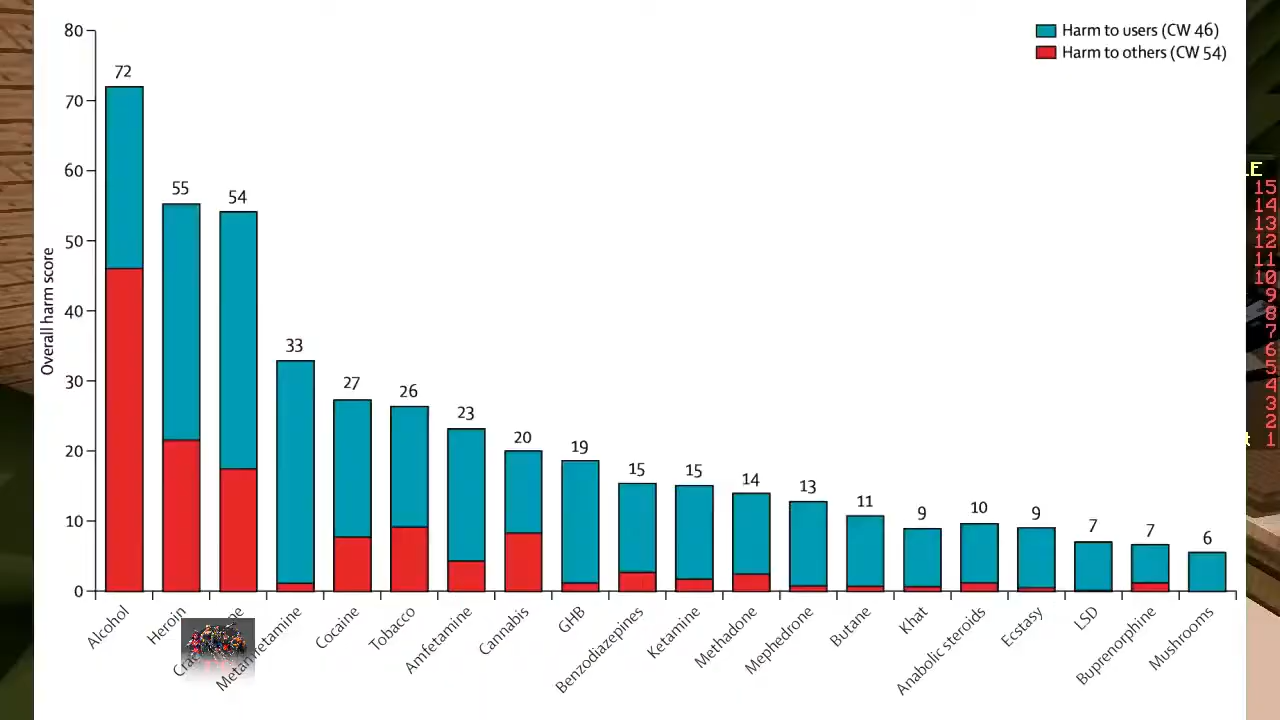 80
70
60
50
40
30
20
10
0
Overall harm score
Harm to users (CW 46)
Harm to others (CW 54)
72
55
54
33
27
26
23
20
19
15
15
14
13
11
9
10
9
7
7
6
Alcohol
Heroin
Cocaine
Tobacco
Amfetamine
Cannabis
GHB
Benzodiazepines
Ketamine
Methadone
Mephedrone
Butane
Khat
Anabolic steroids
Ecstasy
LSD
Buprenorphine
Mushrooms
15
14
13
12
11
10
9
8
7
6
5
4
3
2
1